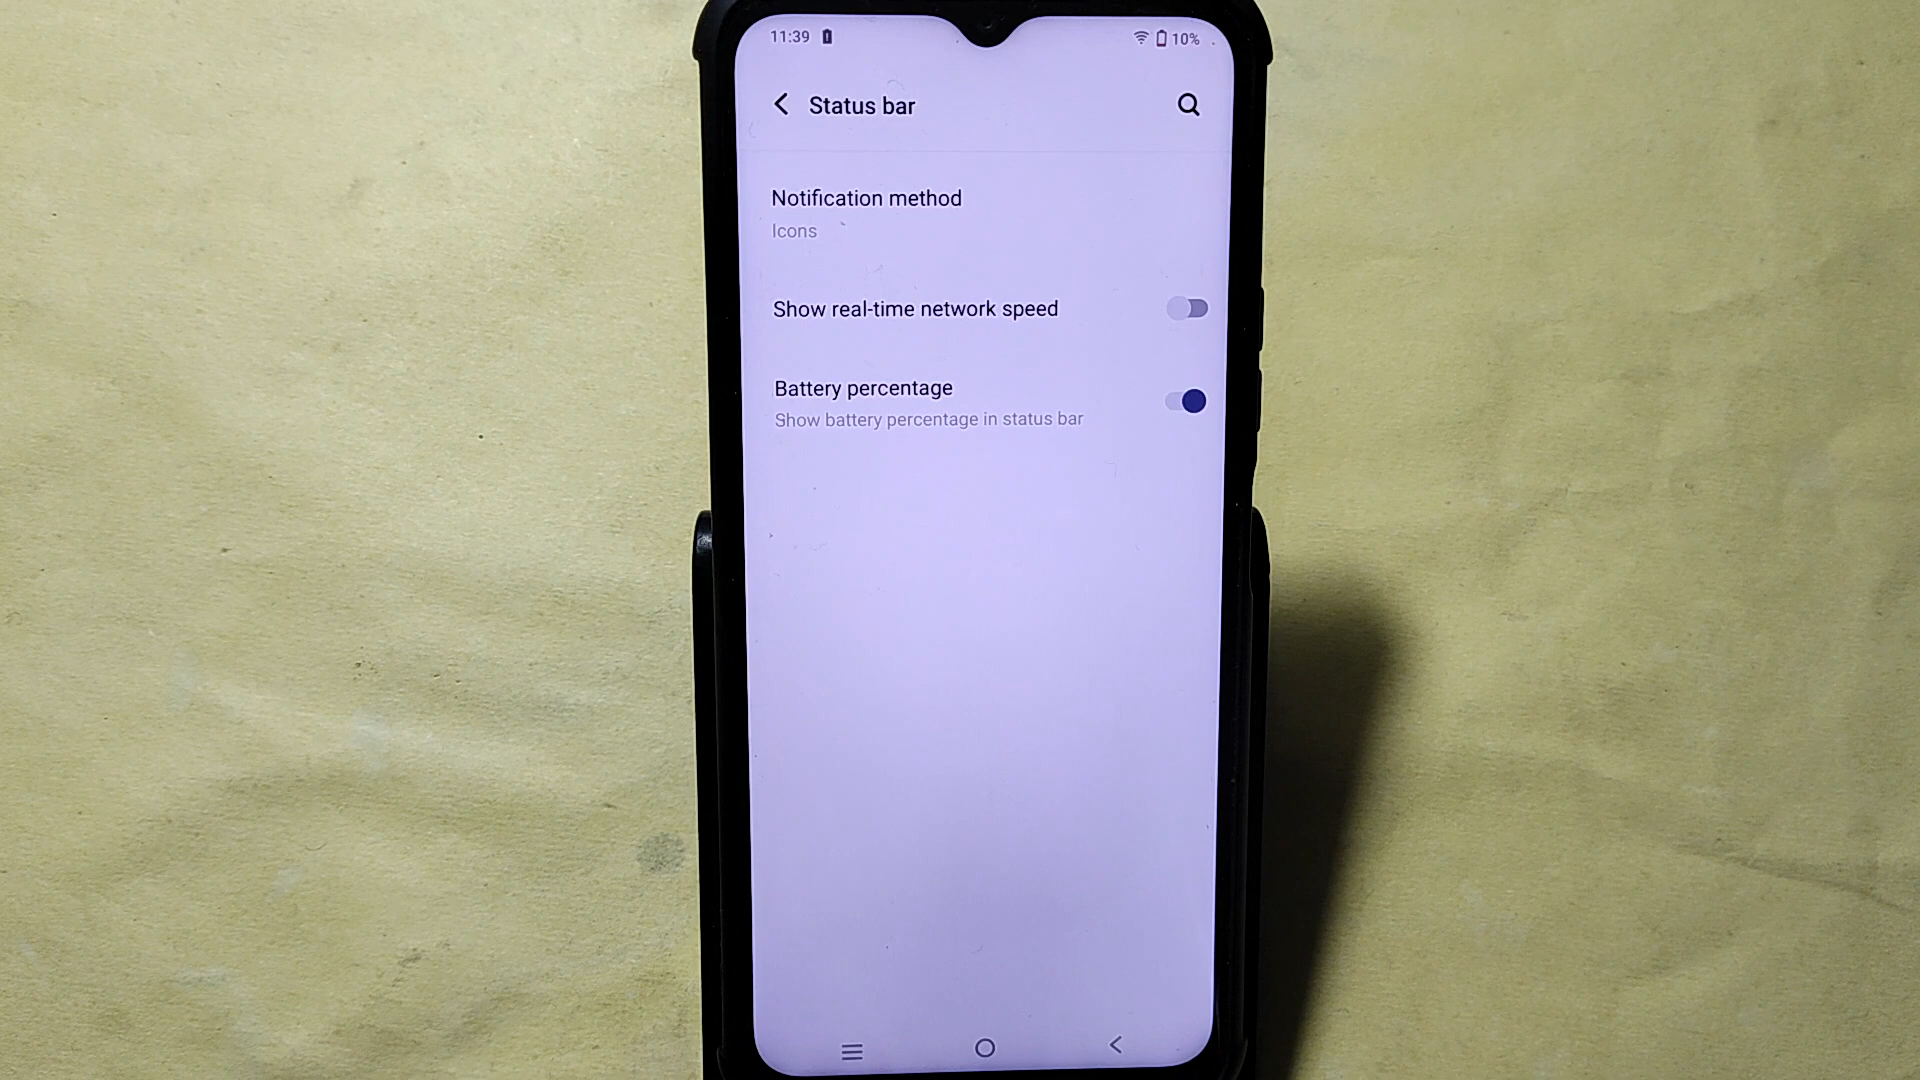 11:39 10%
Status bar
Notification method
Icons
Show real-time network speed
Battery percentage
Show battery percentage in status bar